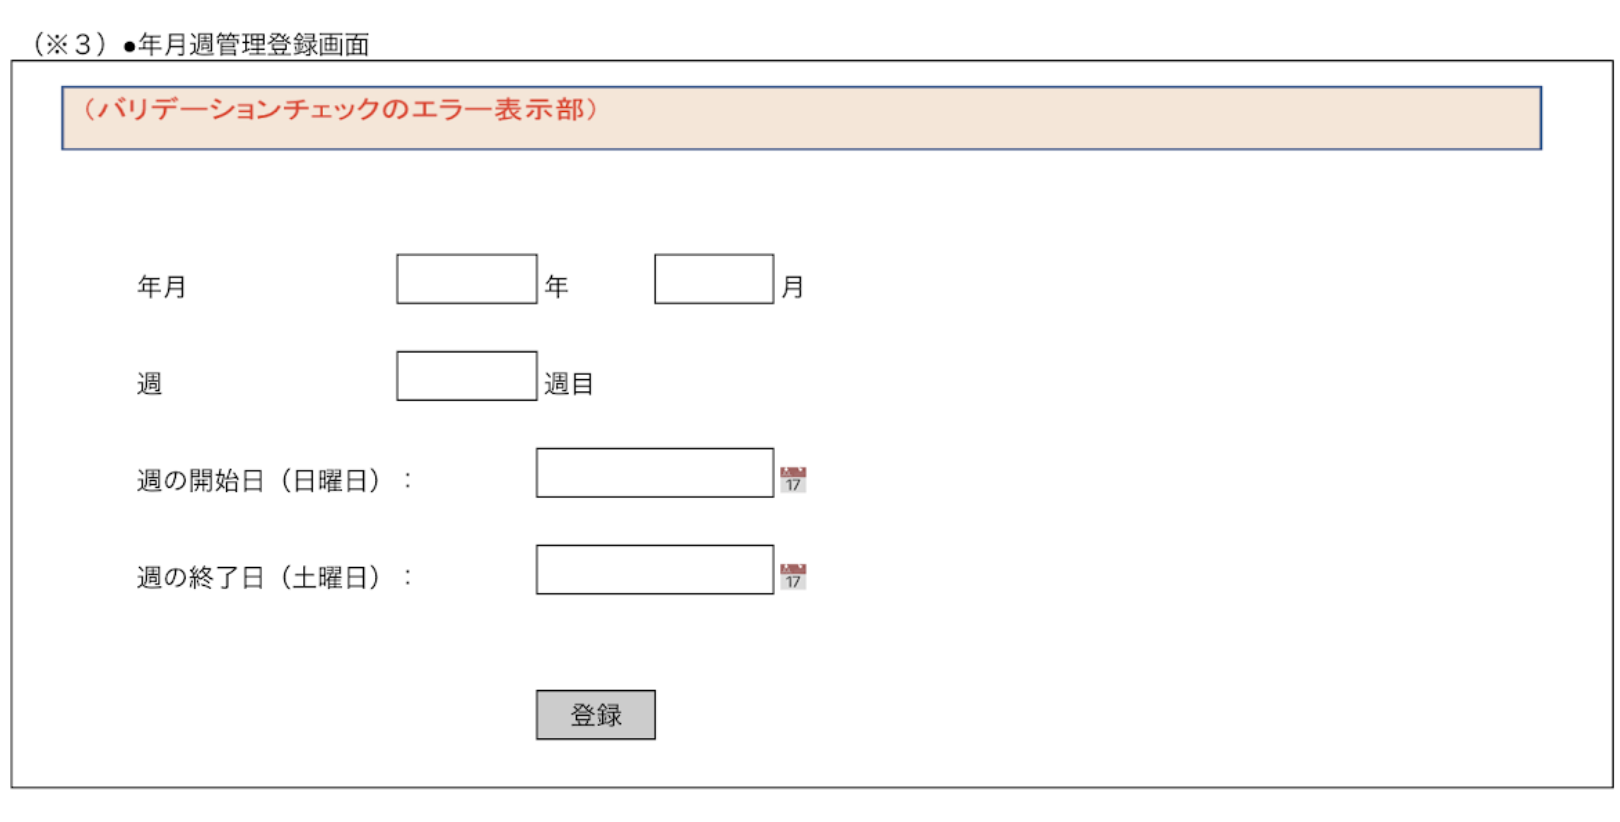 （※３）●年月週管理登録画面
（バリデーションチェックのエラー表示部）
年月 年 月
週 週目
週の開始日（日曜日）： 17
週の終了日（土曜日）： 17
登録